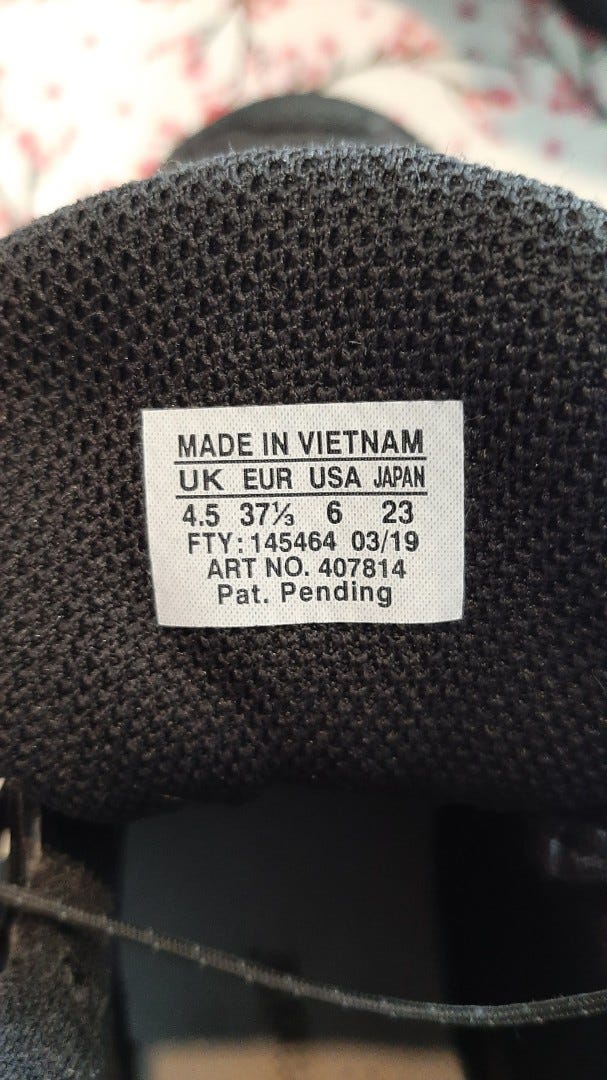 MADE IN VIETNAM
UK EUR USA JAPAN
4.5 37⅓ 6 23
FTY: 145464 03/19
ART NO. 407814
Pat. Pending